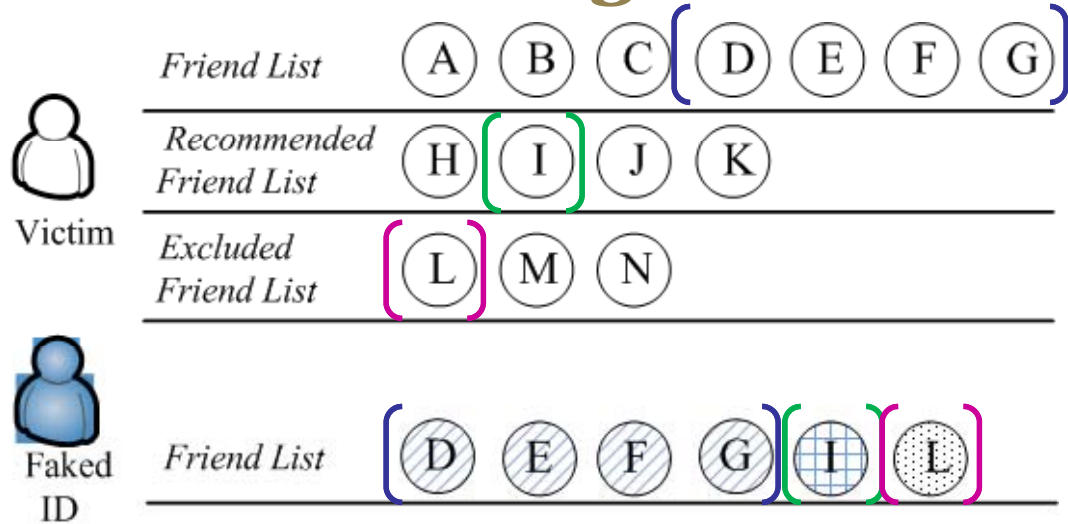 Friend List A B C D E F G
Recommended
Friend List H I J K
Victim
Excluded
Friend List L M N
Faked
ID
Friend List D E F G I L